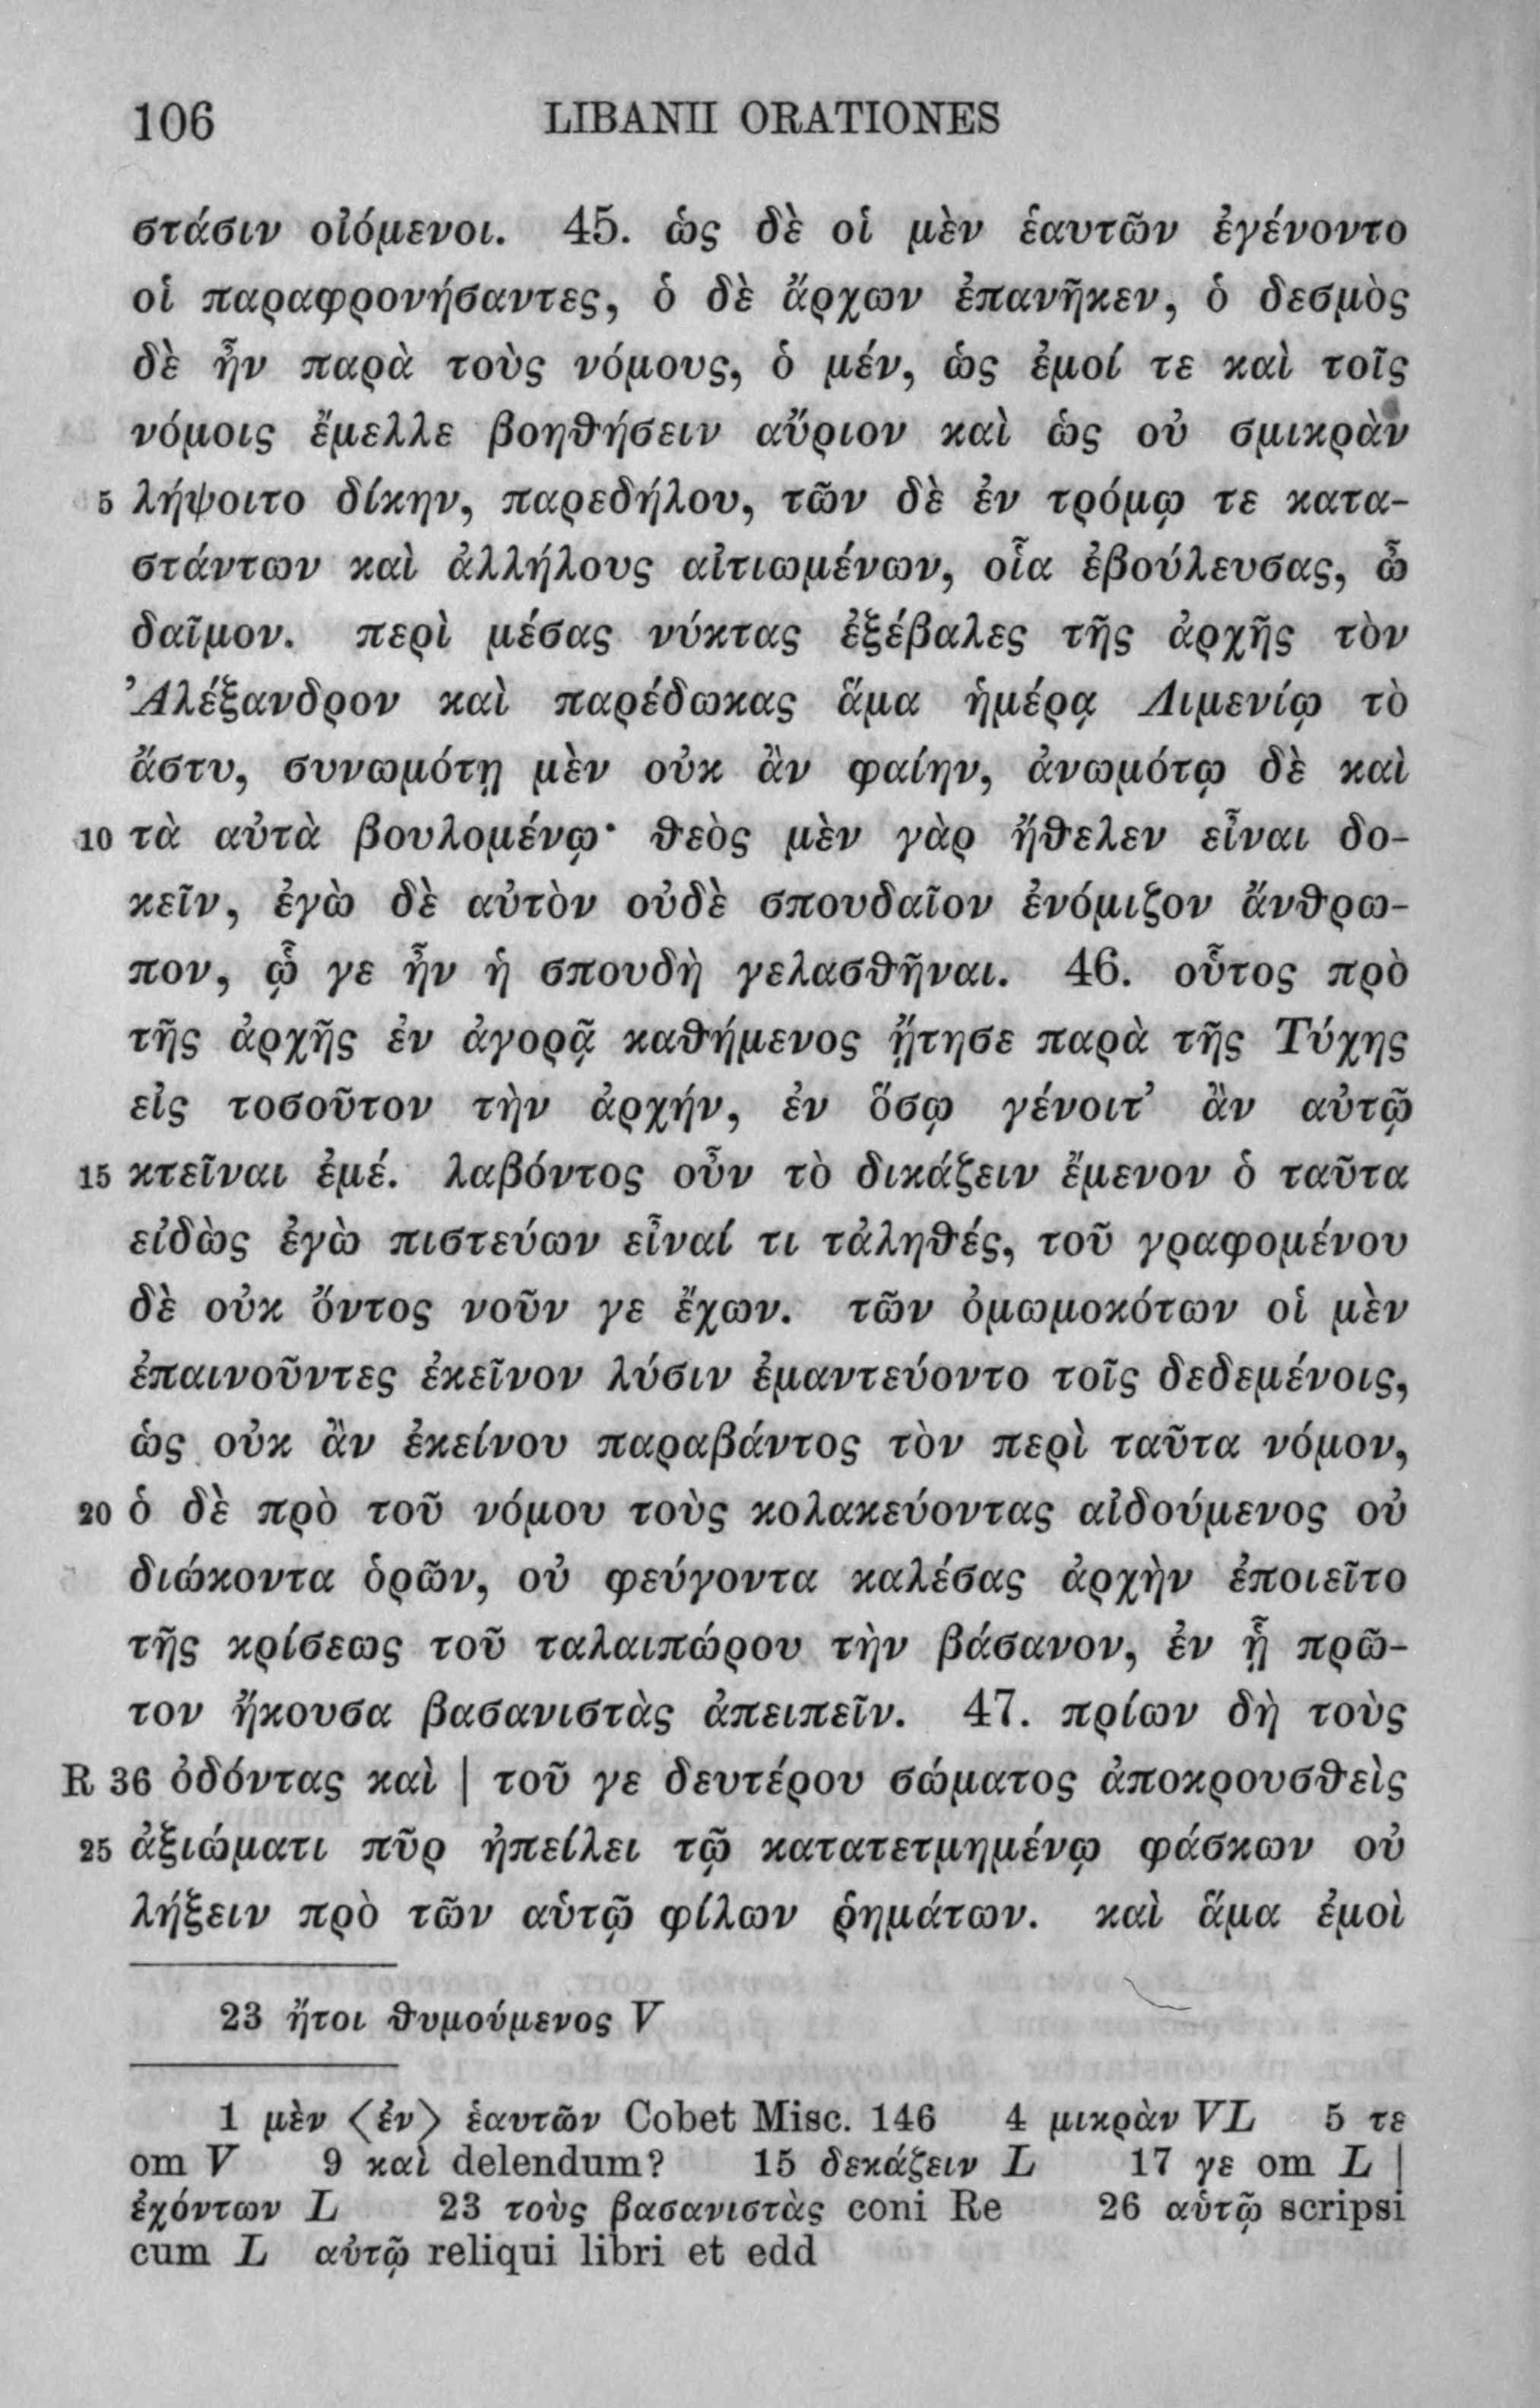 106 LIBANII ORATIONES
στάσιν οἰόμενοι. 45. ὡς δὲ οἱ μὲν ἑαυτῶν ἐγένοντο
οἱ παραφρονήσαντες, ὁ δὲ ἄρχων ἐπανῆκεν, ὁ δεσμὸς
δὲ ἦν παρὰ τοὺς νόμους, ὁ μέν, ὡς ἐμοί τε καὶ τοῖς
νόμοις ἔμελλε βοηθήσειν αὔριον καὶ ὡς οὐ σμικρὰν
5 λήψοιτο δίκην, παρεδήλου, τῶν δὲ ἐν τρόμῳ τε κατα-
στάντων καὶ ἀλλήλους αἰτιωμένων, οἷα ἐβούλευσας, ὦ
δαῖμον. περὶ μέσας νύκτας ἐξέβαλες τῆς ἀρχῆς τὸν
Ἀλέξανδρον καὶ παρέδωκας ἅμα ἡμέρᾳ Λιμενίῳ τὸ
ἄστυ, συνωμότῃ μὲν οὐκ ἂν φαίην, ἀνωμότῳ δὲ καὶ
10 τὰ αὐτὰ βουλομένῳ· θεὸς μὲν γὰρ ἤθελεν εἶναι δο-
κεῖν, ἐγὼ δὲ αὐτὸν οὐδὲ σπουδαῖον ἐνόμιζον ἄνθρω-
πον, ᾧ γε ἦν ἡ σπουδὴ γελασθῆναι. 46. οὗτος πρὸ
τῆς ἀρχῆς ἐν ἀγορᾷ καθήμενος ᾔτησε παρὰ τῆς Τύχης
εἰς τοσοῦτον τὴν ἀρχήν, ἐν ὅσῳ γένοιτ’ ἂν αὐτῷ
15 κτεῖναι ἐμέ. λαβόντος οὖν τὸ δικάζειν ἔμενον ὁ ταῦτα
εἰδὼς ἐγὼ πιστεύων εἶναί τι τἀληθές, τοῦ γραφομένου
δὲ οὐκ ὄντος νοῦν γε ἔχων. τῶν ὀμωμοκότων οἱ μὲν
ἐπαινοῦντες ἐκεῖνον λύσιν ἐμαντεύοντο τοῖς δεδεμένοις,
ὡς οὐκ ἂν ἐκείνου παραβάντος τὸν περὶ ταῦτα νόμον,
20 ὁ δὲ πρὸ τοῦ νόμου τοὺς κολακεύοντας αἰδούμενος οὐ
διώκοντα ὁρῶν, οὐ φεύγοντα καλέσας ἀρχὴν ἐποιεῖτο
τῆς κρίσεως τοῦ ταλαιπώρου τὴν βάσανον, ἐν ᾗ πρῶ-
τον ἤκουσα βασανιστὰς ἀπειπεῖν. 47. πρίων δὴ τοὺς
R 36 ὀδόντας καὶ | τοῦ γε δευτέρου σώματος ἀποκρουσθεὶς
25 ἀξιώματι πῦρ ἠπείλει τῷ κατατετμημένῳ φάσκων οὐ
λήξειν πρὸ τῶν αὑτῷ φίλων ῥημάτων. καὶ ἅμα ἐμοὶ
23 ἤτοι θυμούμενος V
1 μὲν ⟨ἐν⟩ ἑαυτῶν Cobet Misc. 146 4 μικρὰν VL 5 τε
om V 9 καὶ delendum? 15 δεκάζειν L 17 γε om L |
ἐχόντων L 23 τοὺς βασανιστὰς coni Re 26 αὑτῷ scripsi
cum L αὐτῷ reliqui libri et edd